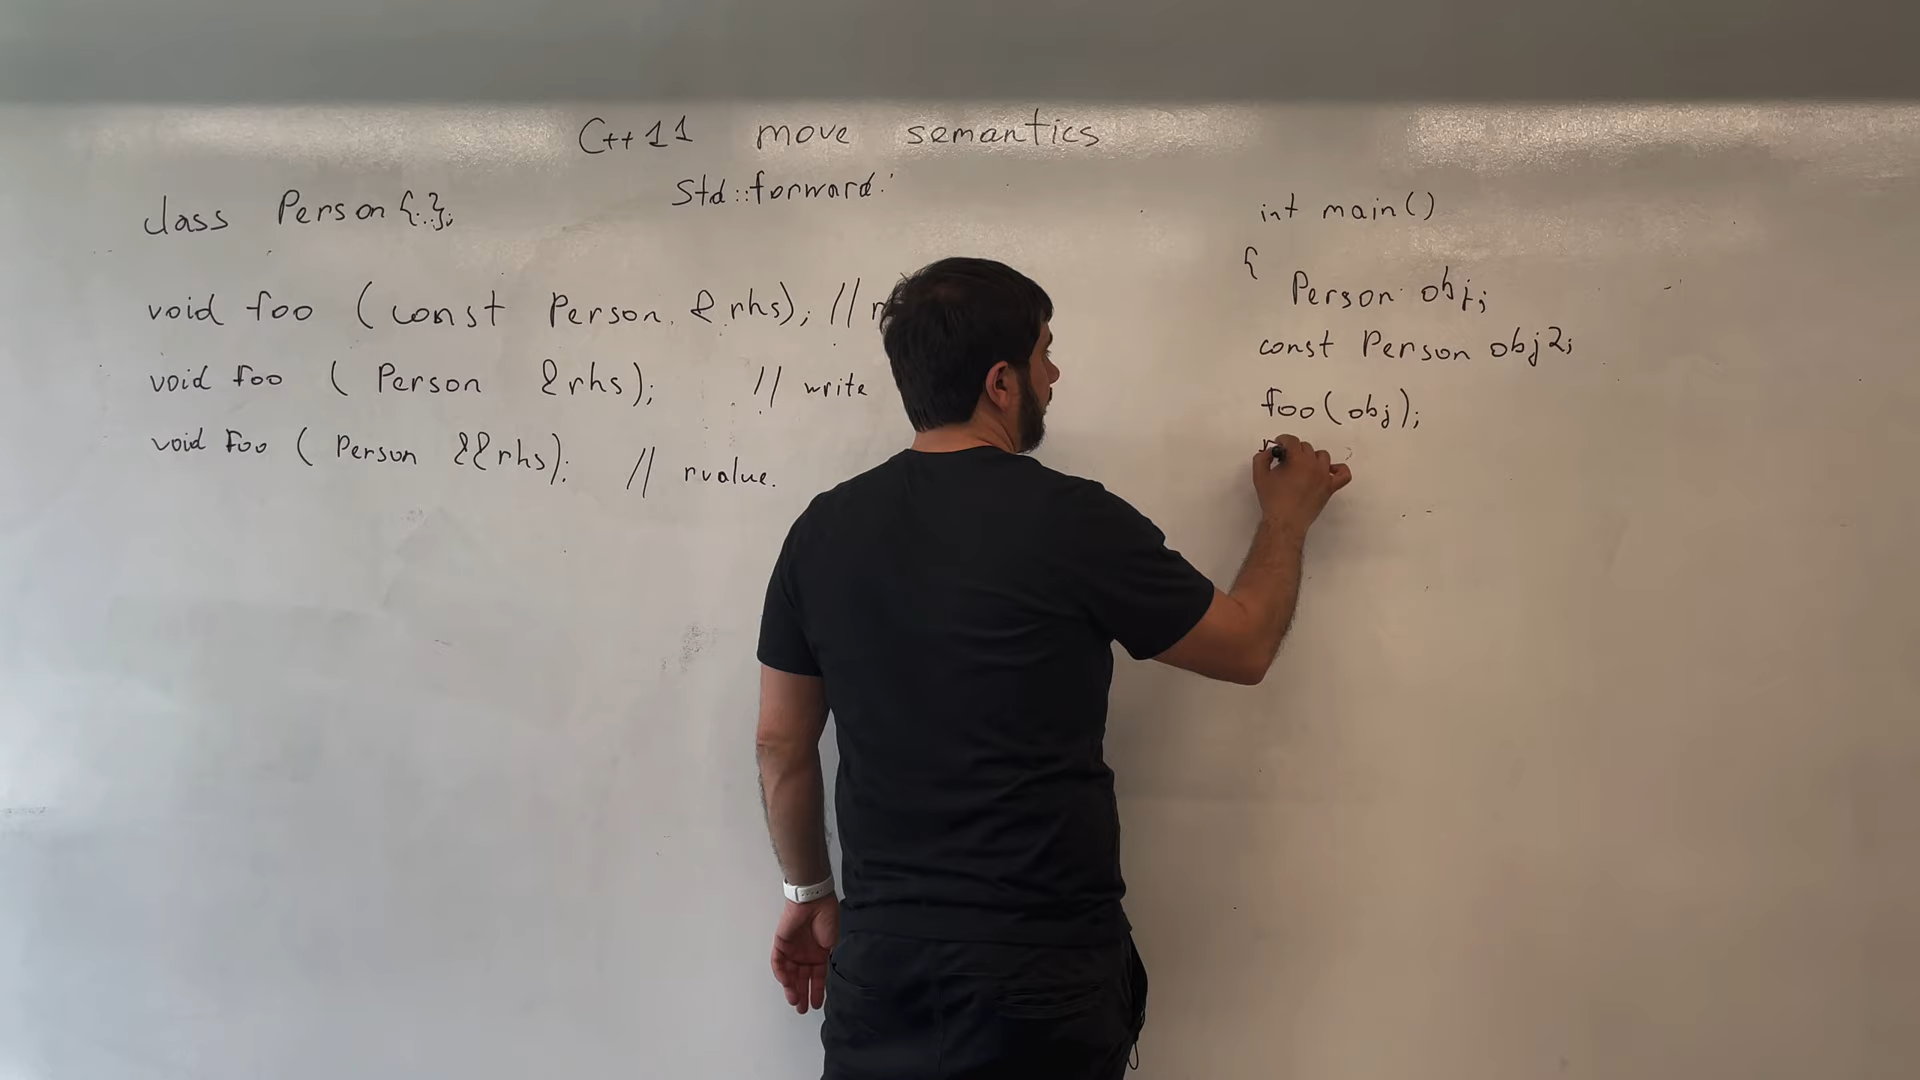 C++11 move semantics
std::forward.
class Person {...};
void foo (const Person & rhs); //
void foo ( Person &rhs); // write
void foo ( Person &&rhs); // rvalue.
int main()
{
Person obj;
const Person obj2;
foo(obj);